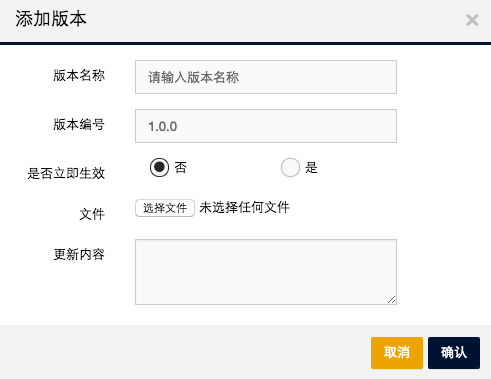 添加版本
版本名称 请输入版本名称
版本编号 1.0.0
是否立即生效 否 是
文件 选择文件 未选择任何文件
更新内容
取消 确认